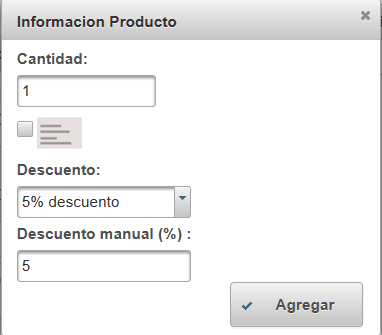 Informacion Producto
Cantidad:
1
Descuento:
5% descuento
Descuento manual (%) :
5
Agregar